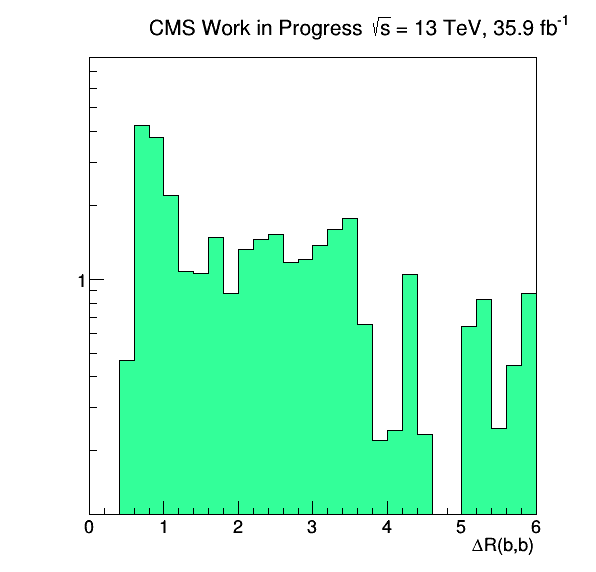 CMS Work in Progress √s = 13 TeV, 35.9 fb⁻¹
1
0 1 2 3 4 5 6
ΔR(b,b)